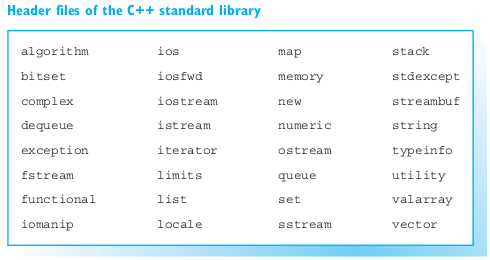 Header files of the C++ standard library
algorithm ios map stack
bitset iosfwd memory stdexcept
complex iostream new streambuf
dequeue istream numeric string
exception iterator ostream typeinfo
fstream limits queue utility
functional list set valarray
iomanip locale sstream vector